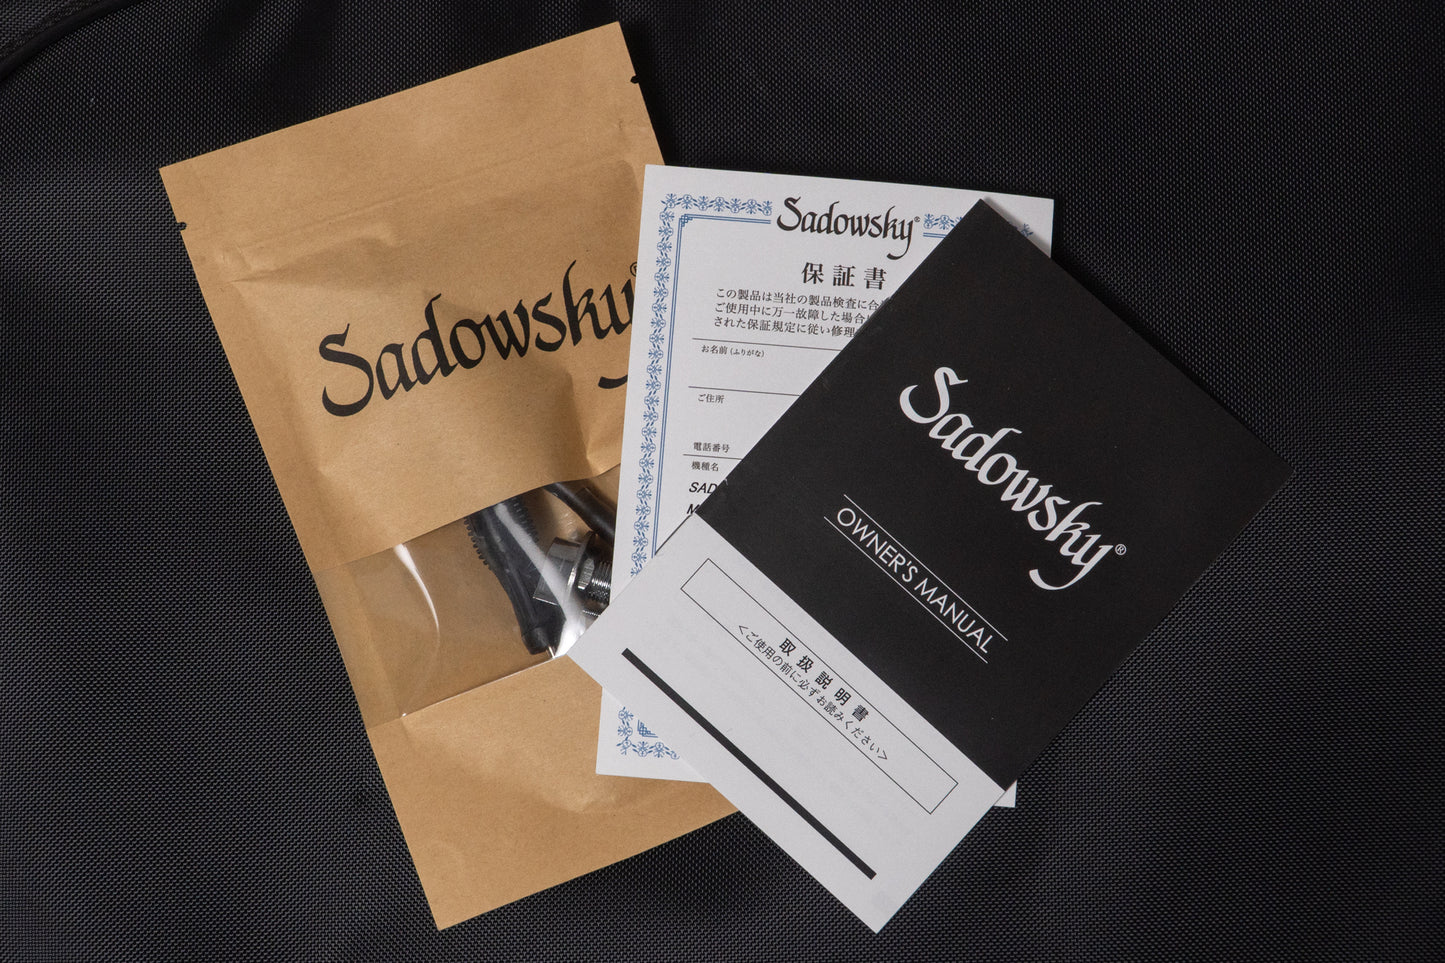 Sadowsky®
Sadowsky®
保証書
この製品は当社の製品検査に合
ご使用中に万一故障した場合
された保証規定に従い修理
お名前(ふりがな)
ご住所
電話番号
機種名
SAD
M
Sadowsky®
OWNER'S MANUAL
取扱説明書
<ご使用の前に必ずお読みください>